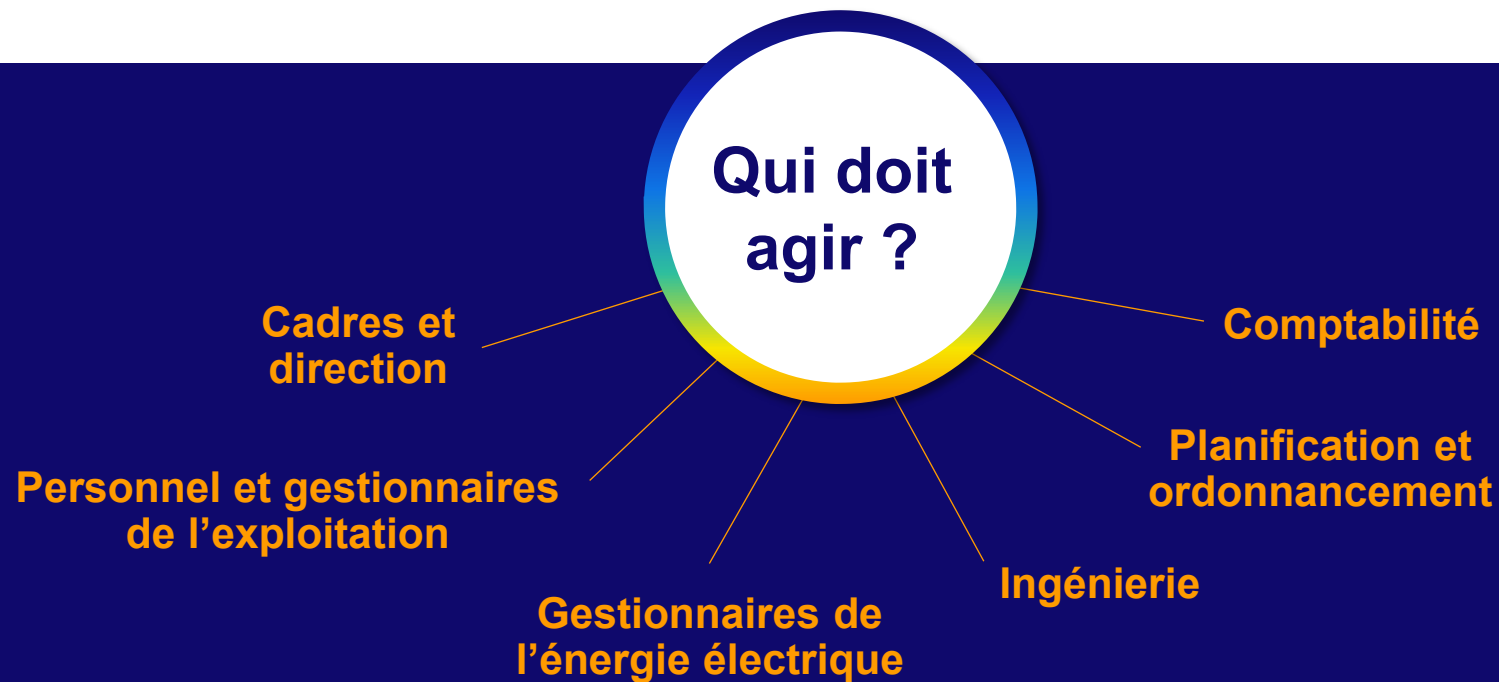 Qui doit
agir ?
Cadres et
direction
Personnel et gestionnaires
de l’exploitation
Gestionnaires de
l’énergie électrique
Ingénierie
Planification et
ordonnancement
Comptabilité